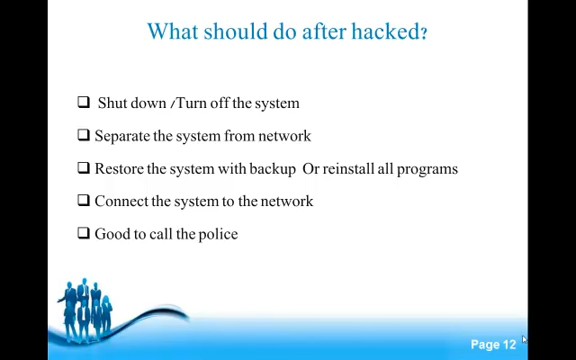 What should do after hacked?
Shut down /Turn off the system
Separate the system from network
Restore the system with backup Or reinstall all programs
Connect the system to the network
Good to call the police
Page 12